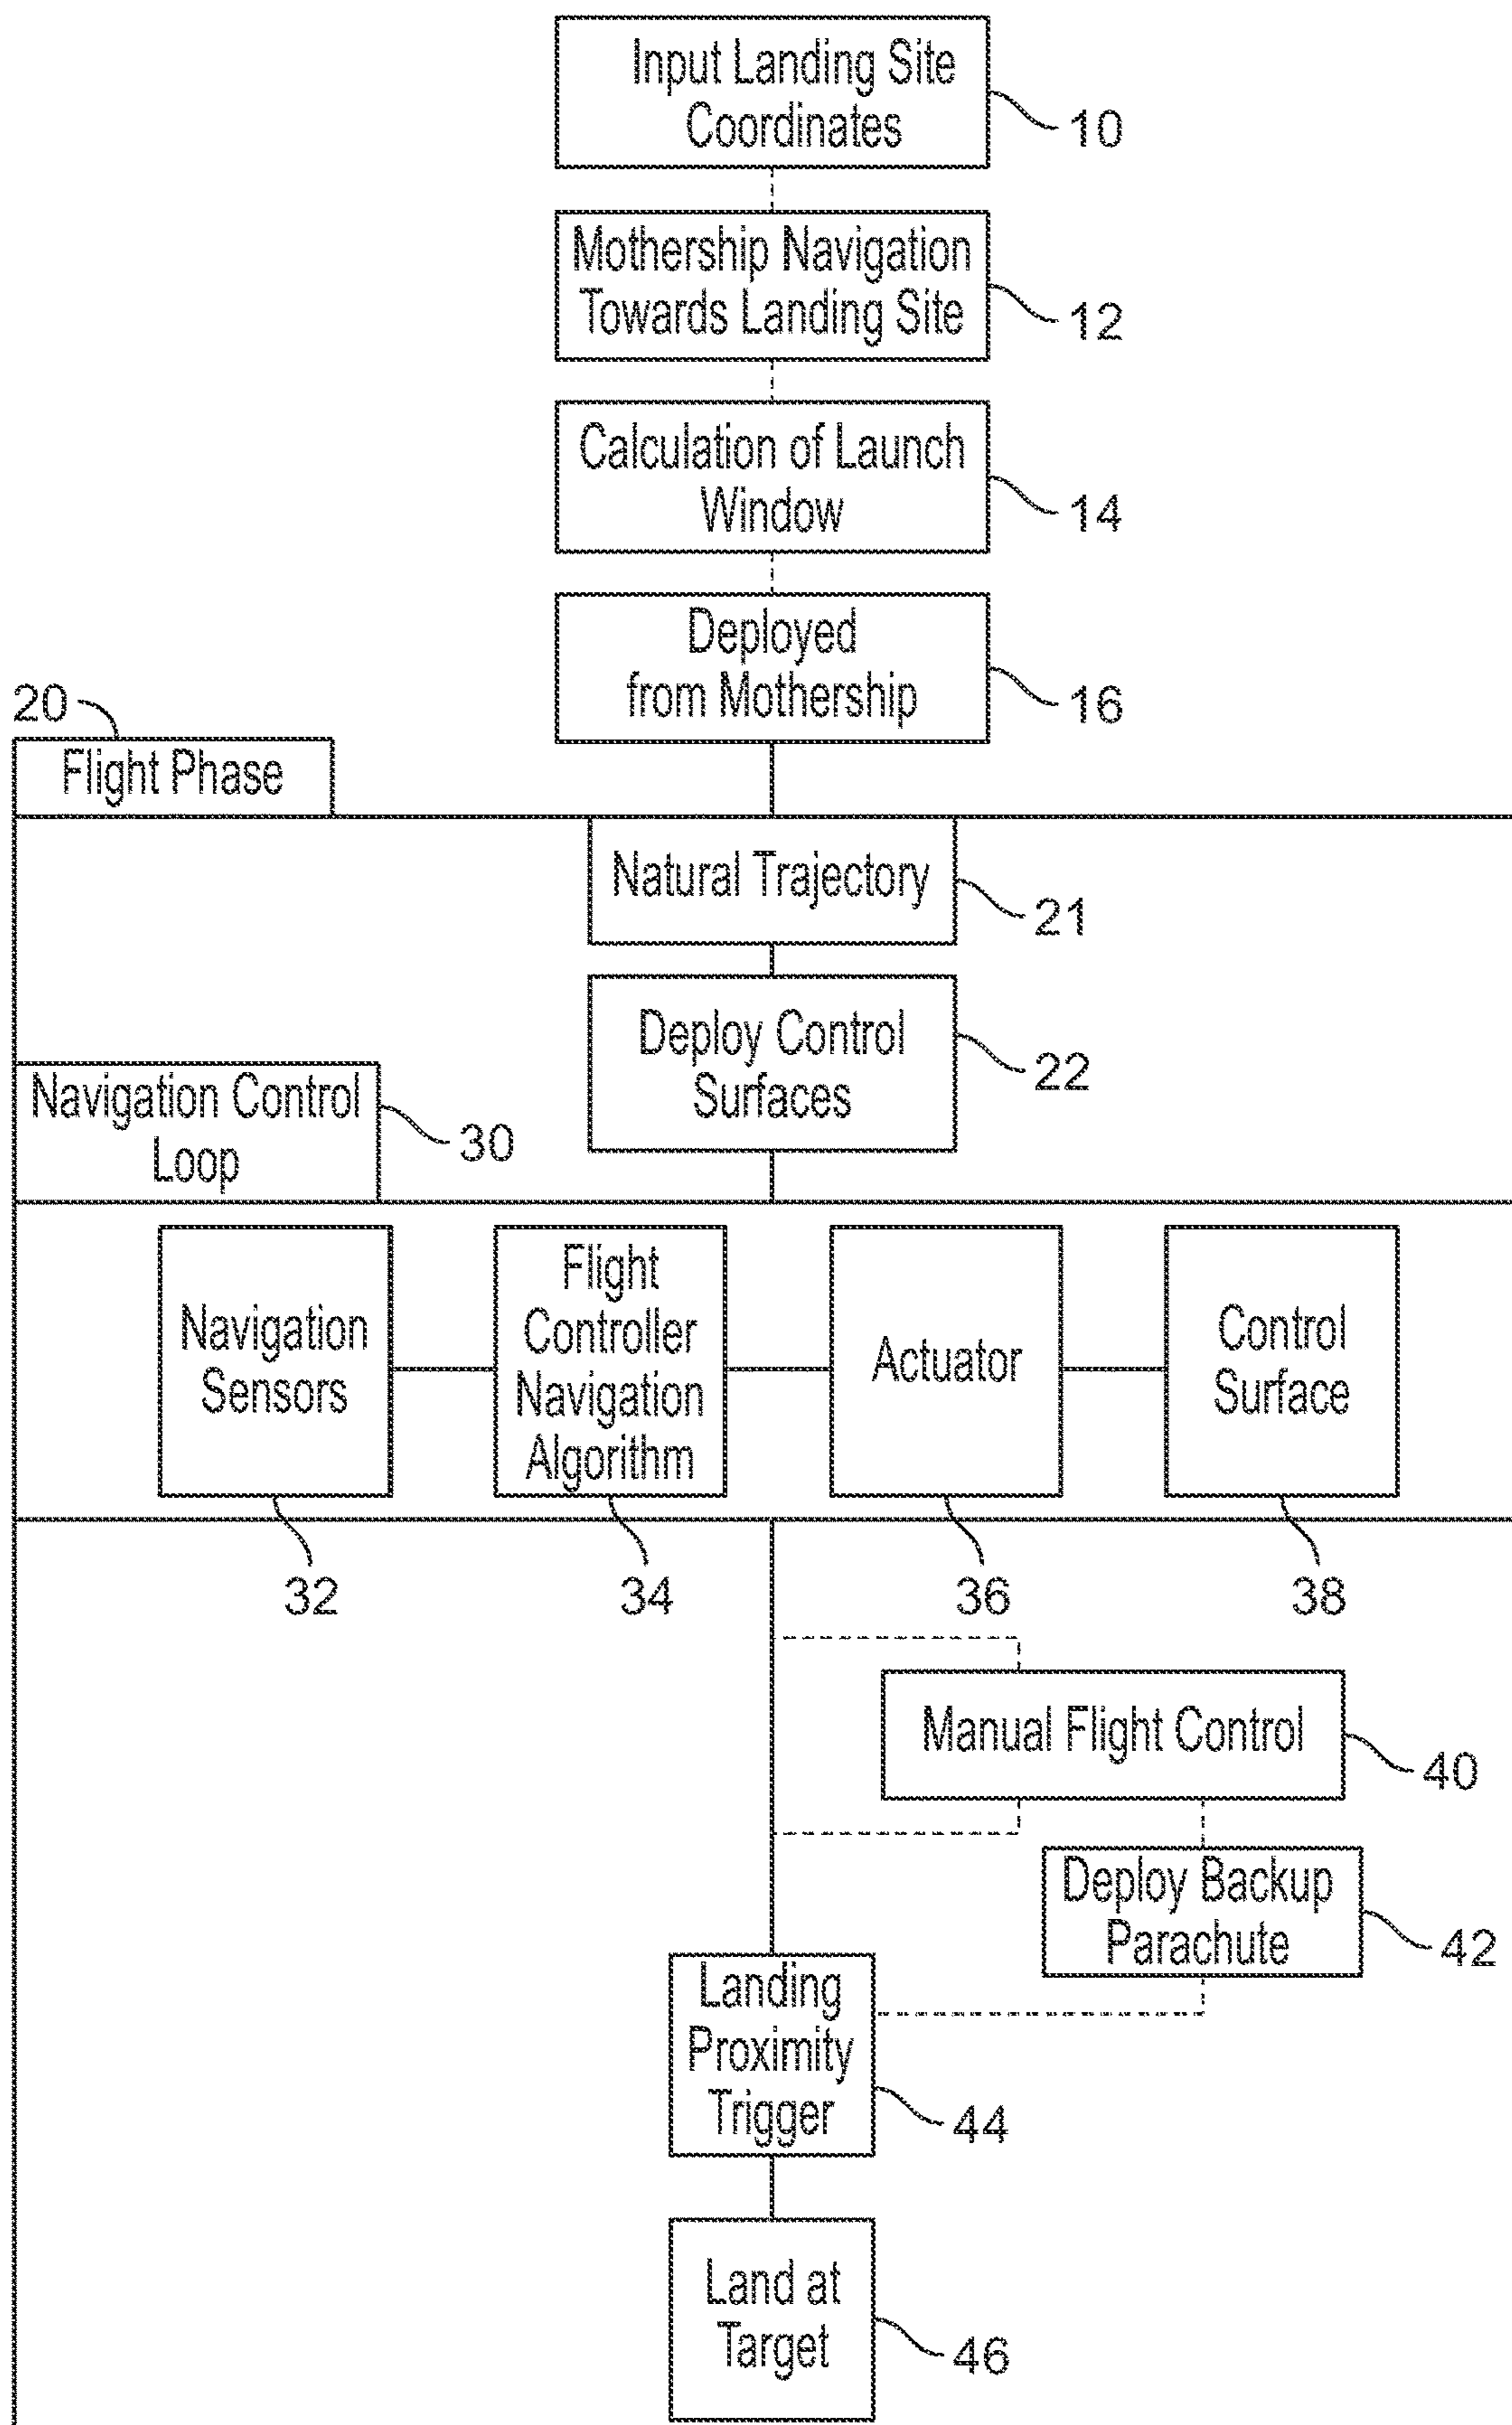 Input Landing Site
Coordinates
10
Mothership Navigation
Towards Landing Site
12
Calculation of Launch
Window
14
Deployed
from Mothership
16
20
Flight Phase
Natural Trajectory
21
Deploy Control
Surfaces
22
Navigation Control
Loop
30
Navigation
Sensors
32
Flight
Controller
Navigation
Algorithm
34
Actuator
36
Control
Surface
38
Manual Flight Control
40
Deploy Backup
Parachute
42
Landing
Proximity
Trigger
44
Land at
Target
46